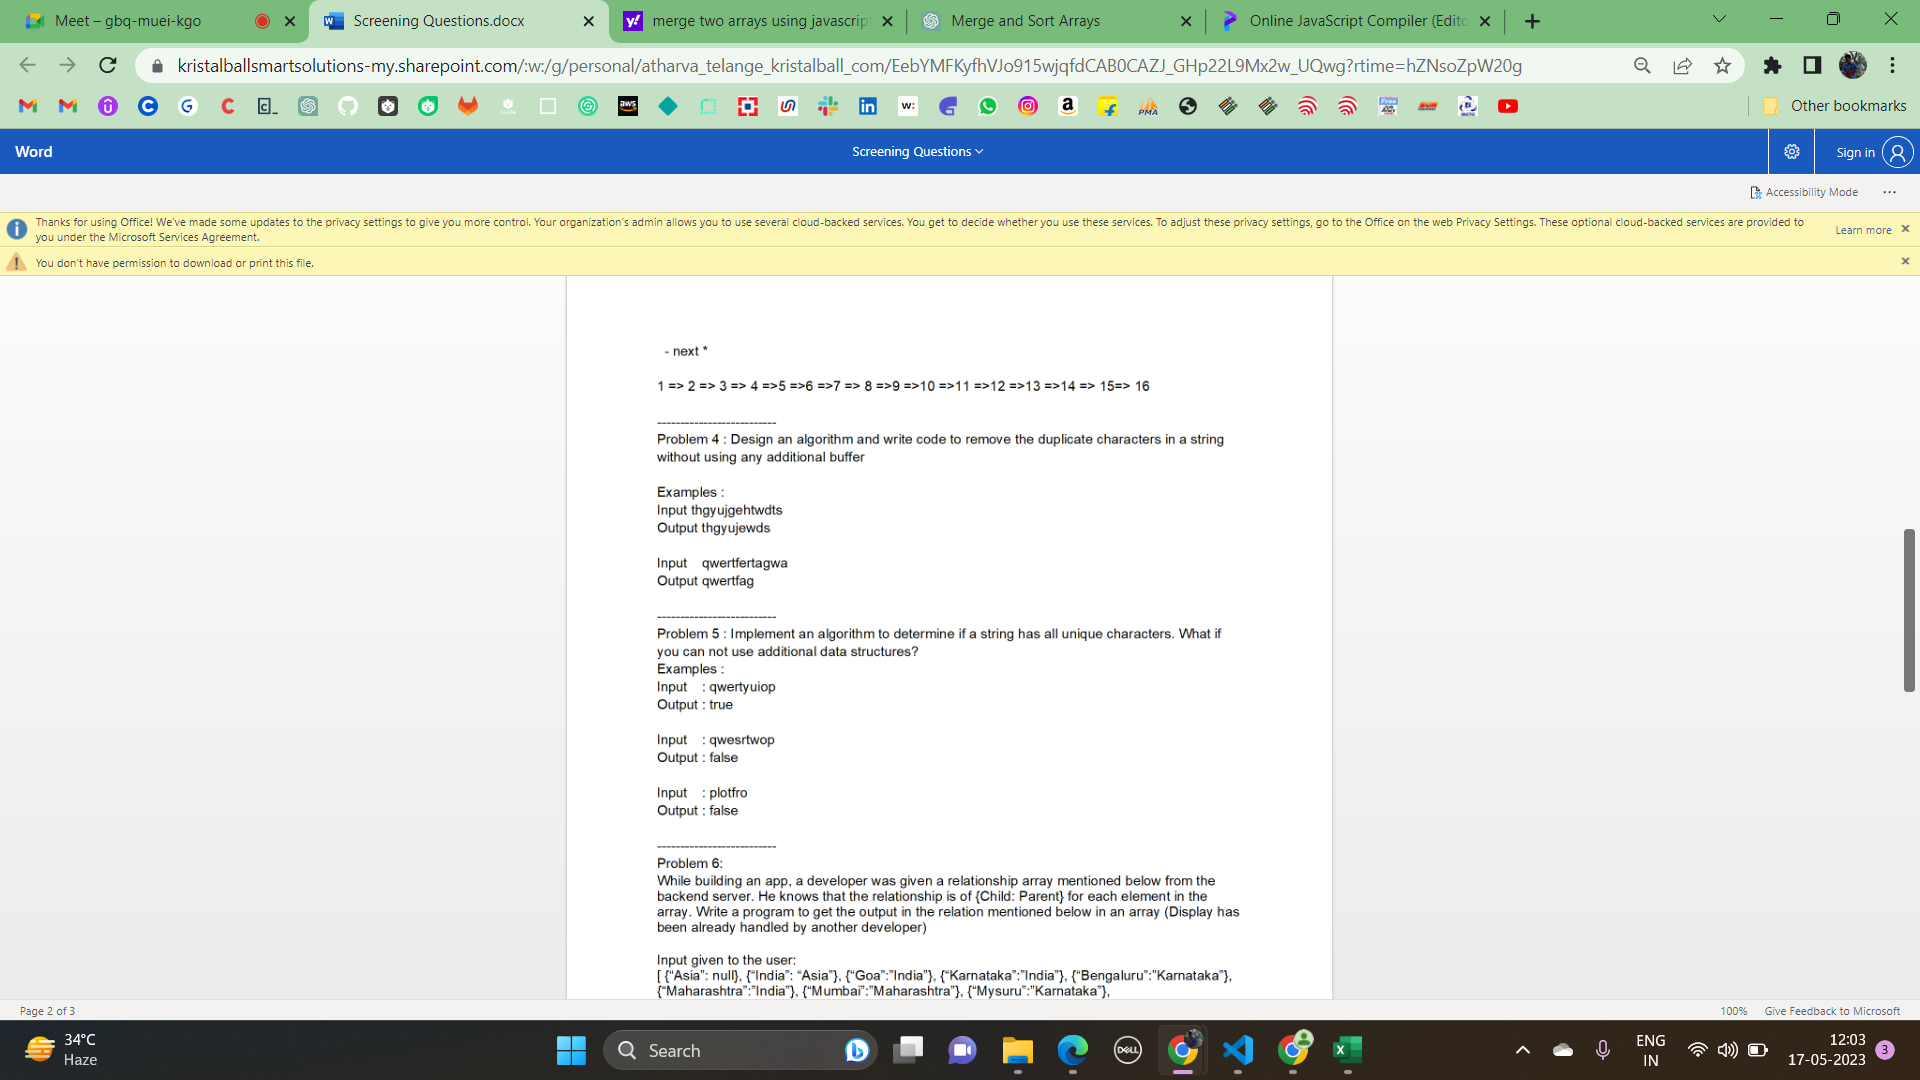 Meet – gbq-muei-kgo
Screening Questions.docx
merge two arrays using javascrip
Merge and Sort Arrays
Online JavaScript Compiler (Edito
kristalballsmartsolutions-my.sharepoint.com/:w:/g/personal/atharva_telange_kristalball_com/EebYMFKyfhVJo915wjqfdCAB0CAZJ_GHp22L9Mx2w_UQwg?rtime=hZNsoZpW20g
Other bookmarks
Word
Screening Questions
Sign in
Accessibility Mode
Thanks for using Office! We've made some updates to the privacy settings to give you more control. Your organization's admin allows you to use several cloud-backed services. You get to decide whether you use these services. To adjust these privacy settings, go to the Office on the web Privacy Settings. These optional cloud-backed services are provided to
you under the Microsoft Services Agreement.
Learn more
You don't have permission to download or print this file.
- next *
1 => 2 => 3 => 4 =>5 =>6 =>7 => 8 =>9 =>10 =>11 =>12 =>13 =>14 => 15=> 16
--------------------------
Problem 4 : Design an algorithm and write code to remove the duplicate characters in a string
without using any additional buffer
Examples :
Input thgyujgehtwdts
Output thgyujewds
Input qwertfertagwa
Output qwertfag
--------------------------
Problem 5 : Implement an algorithm to determine if a string has all unique characters. What if
you can not use additional data structures?
Examples :
Input : qwertyuiop
Output : true
Input : qwesrtwop
Output : false
Input : plotfro
Output : false
--------------------------
Problem 6:
While building an app, a developer was given a relationship array mentioned below from the
backend server. He knows that the relationship is of {Child: Parent} for each element in the
array. Write a program to get the output in the relation mentioned below in an array (Display has
been already handled by another developer)
Input given to the user:
[ {“Asia”: null}, {“India”: “Asia”}, {“Goa”:”India”}, {“Karnataka”:”India”}, {“Bengaluru”:”Karnataka”},
{“Maharashtra”:”India”}, {“Mumbai”:”Maharashtra”}, {“Mysuru”:”Karnataka”},
Page 2 of 3
100%
Give Feedback to Microsoft
34°C
Haze
Search
DELL
ENG
IN
12:03
17-05-2023
3